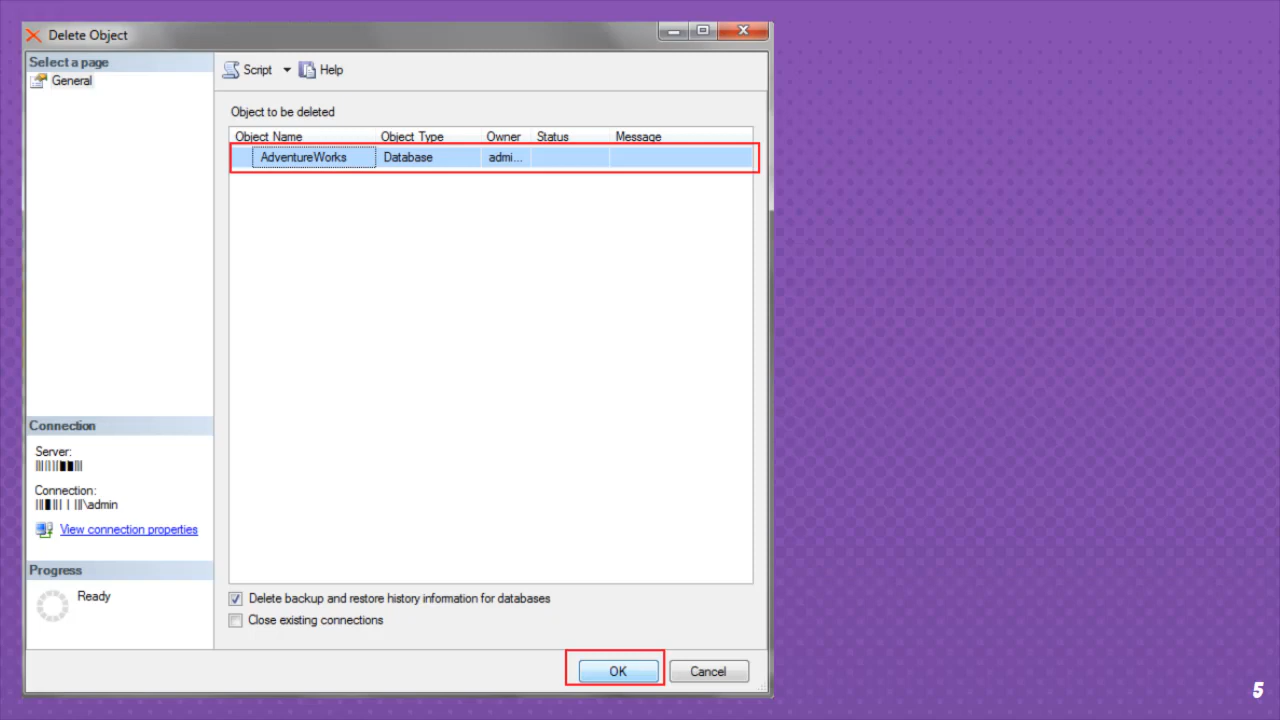 Delete Object
Select a page
General
Script
Help
Object to be deleted
Object Name Object Type Owner Status Message
AdventureWorks Database admi...
Connection
Server:
Connection:
\admin
View connection properties
Progress
Ready
Delete backup and restore history information for databases
Close existing connections
OK
Cancel
5